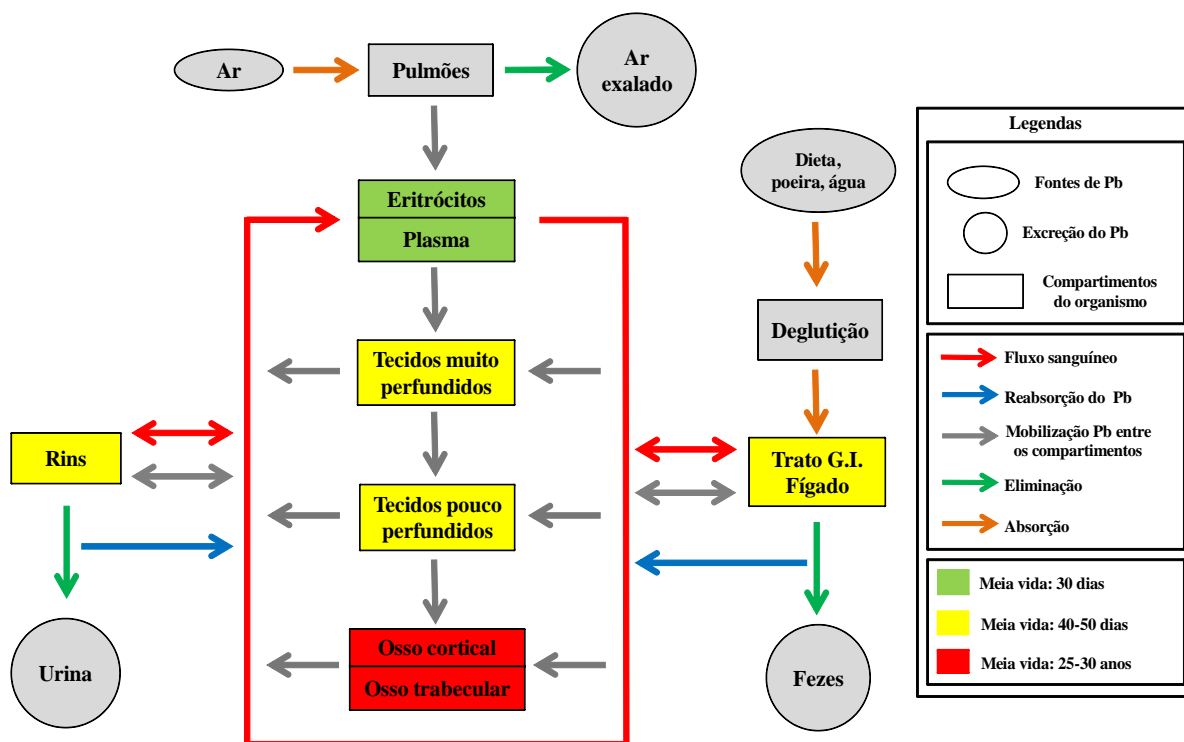 Ar
Pulmões
Ar
exalado
Eritrócitos
Plasma
Dieta,
poeira, água
Deglutição
Tecidos muito
perfundidos
Rins
Trato G.I.
Fígado
Tecidos pouco
perfundidos
Osso cortical
Osso trabecular
Urina
Fezes
Legendas
Fontes de Pb
Excreção do Pb
Compartimentos
do organismo
Fluxo sanguíneo
Reabsorção do Pb
Mobilização Pb entre
os compartimentos
Eliminação
Absorção
Meia vida: 30 dias
Meia vida: 40-50 dias
Meia vida: 25-30 anos